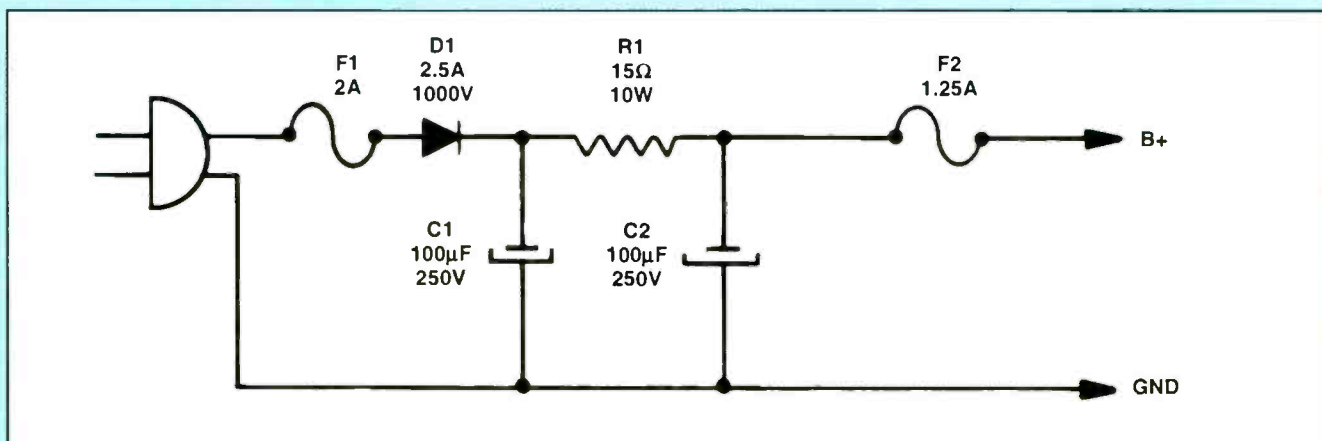 F1
2A
D1
2.5A
1000V
R1
15Ω
10W
F2
1.25A
B+
C1
100µF
250V
C2
100µF
250V
GND